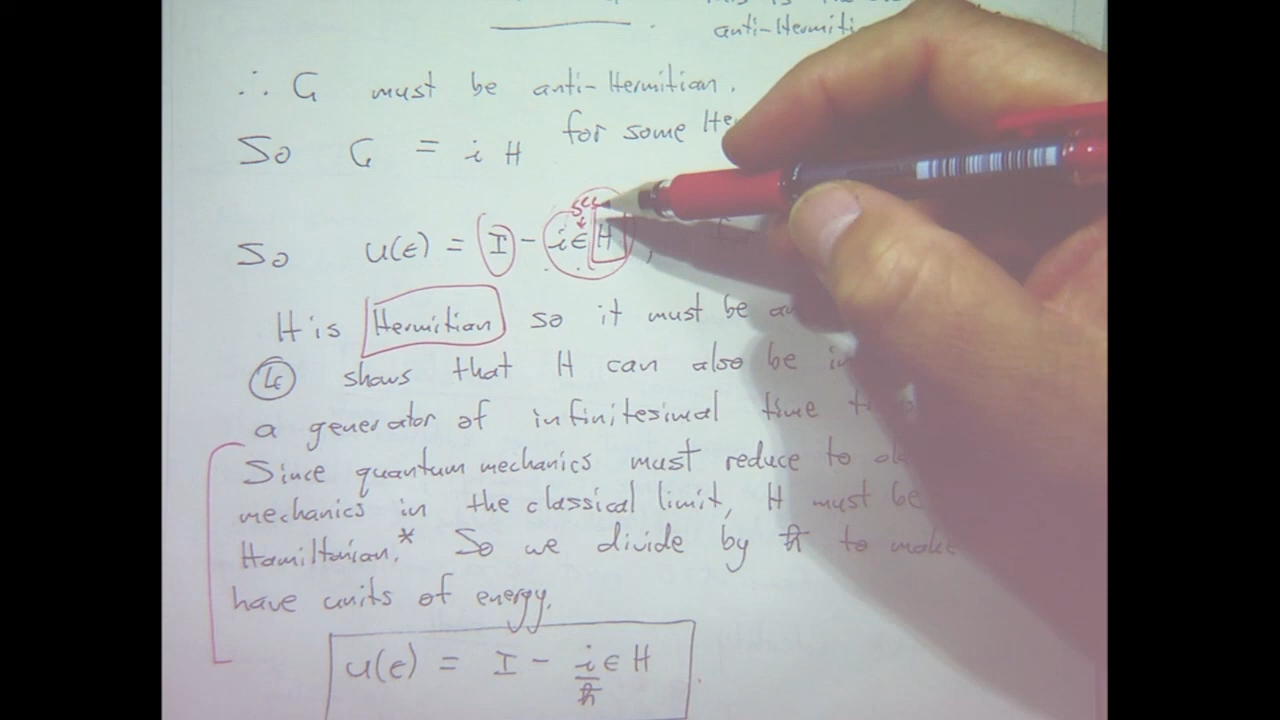 anti-Hermiti
∴ G must be anti-Hermitian.
So G = i H for some He
So U(ϵ) = I - iϵH ,
sec
H is Hermitian so it must be
shows that H can also be in
a generator of infinitesimal time
Since quantum mechanics must reduce to
mechanics in the classical limit, H must be
Hamiltonian.* So we divide by ħ to make
have units of energy.
U(ϵ) = I - i/ħ ϵ H